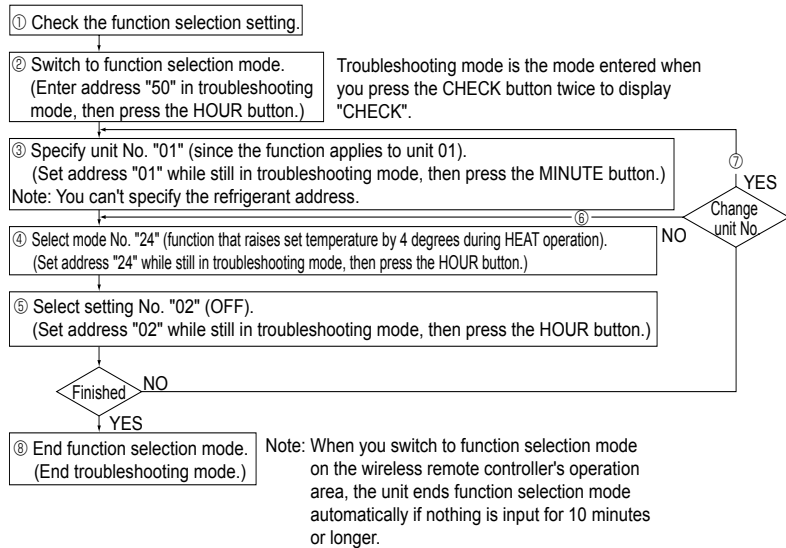 ① Check the function selection setting.
② Switch to function selection mode.
(Enter address "50" in troubleshooting
mode, then press the HOUR button.)
Troubleshooting mode is the mode entered when
you press the CHECK button twice to display
"CHECK".
③ Specify unit No. "01" (since the function applies to unit 01).
(Set address "01" while still in troubleshooting mode, then press the MINUTE button.)
Note: You can't specify the refrigerant address.
⑦
YES
Change
unit No.
⑥
NO
④ Select mode No. "24" (function that raises set temperature by 4 degrees during HEAT operation).
(Set address "24" while still in troubleshooting mode, then press the HOUR button.)
⑤ Select setting No. "02" (OFF).
(Set address "02" while still in troubleshooting mode, then press the HOUR button.)
Finished
NO
YES
⑧ End function selection mode.
(End troubleshooting mode.)
Note: When you switch to function selection mode
on the wireless remote controller's operation
area, the unit ends function selection mode
automatically if nothing is input for 10 minutes
or longer.